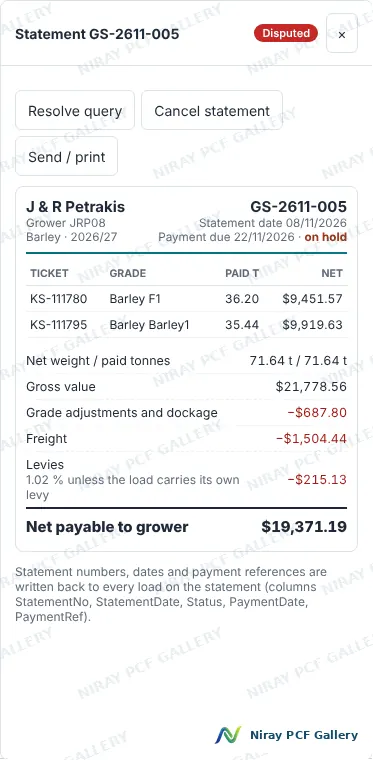 Statement GS-2611-005
Disputed
×
Resolve query
Cancel statement
Send / print
J & R Petrakis
GS-2611-005
Grower JRP08
Statement date 08/11/2026
Barley · 2026/27
Payment due 22/11/2026 · on hold
TICKET GRADE PAID T NET
KS-111780 Barley F1 36.20 $9,451.57
KS-111795 Barley Barley1 35.44 $9,919.63
Net weight / paid tonnes 71.64 t / 71.64 t
Gross value $21,778.56
Grade adjustments and dockage −$687.80
Freight −$1,504.44
Levies
1.02 % unless the load carries its own
levy
−$215.13
Net payable to grower $19,371.19
Statement numbers, dates and payment references are
written back to every load on the statement (columns
StatementNo, StatementDate, Status, PaymentDate,
PaymentRef).
Niray PCF Gallery
NIRAY PCF GALLERY